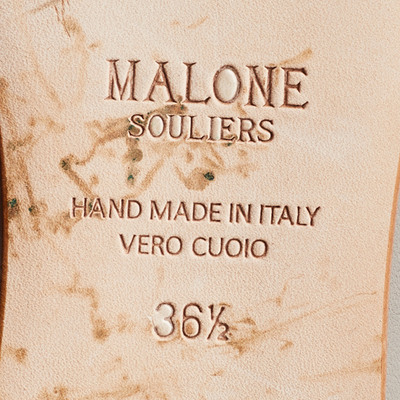 MALONE
SOULIERS
HAND MADE IN ITALY
VERO CUOIO
36½